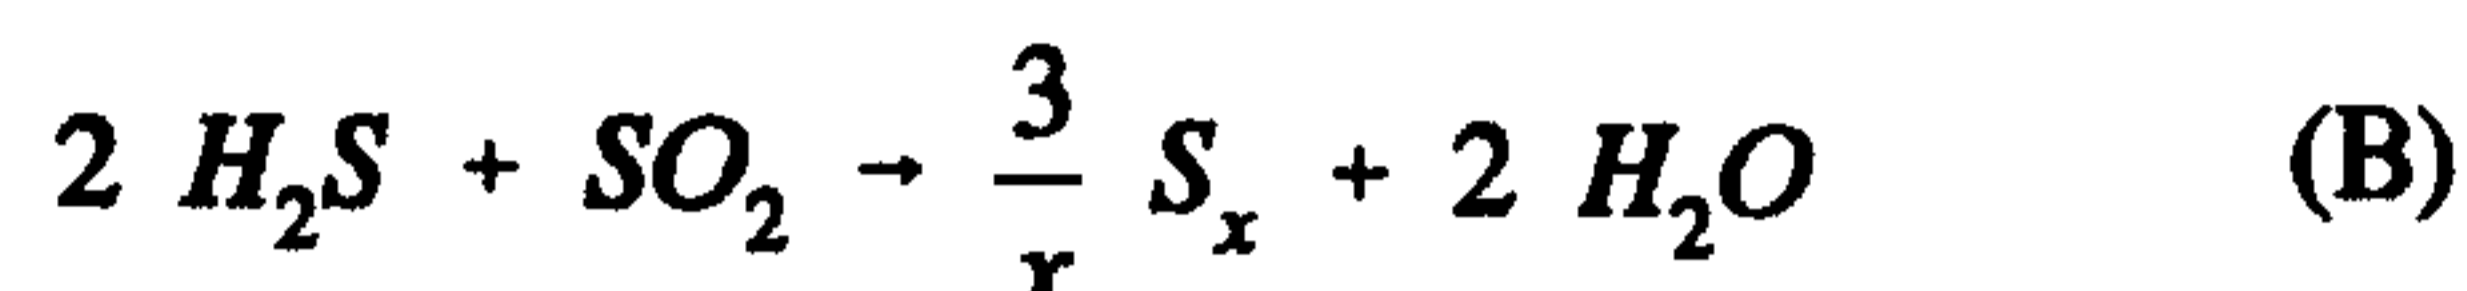 2 H₂S + SO₂ → 3/x Sₓ + 2 H₂O (B)